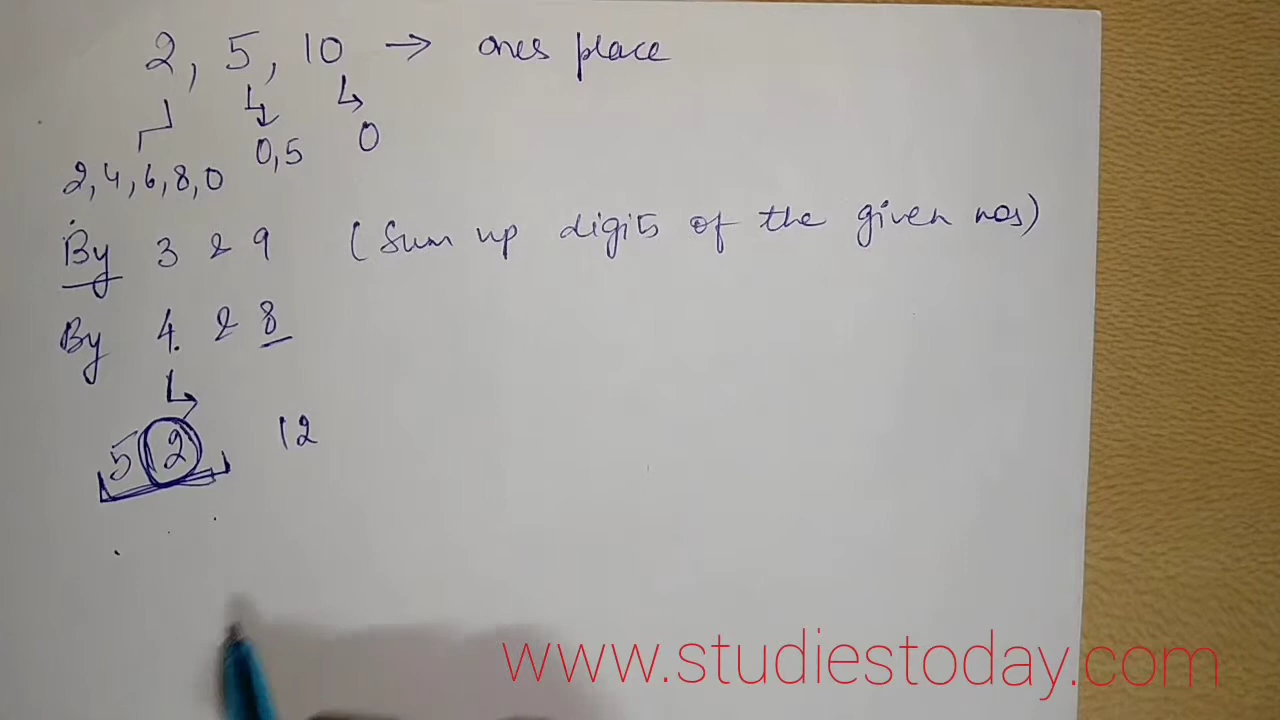 2, 5, 10 → ones place
2,4,6,8,0 0,5 0
By 3 & 9 (Sum up digits of the given nos)
By 4 & 8
512 12
www.studiestoday.com